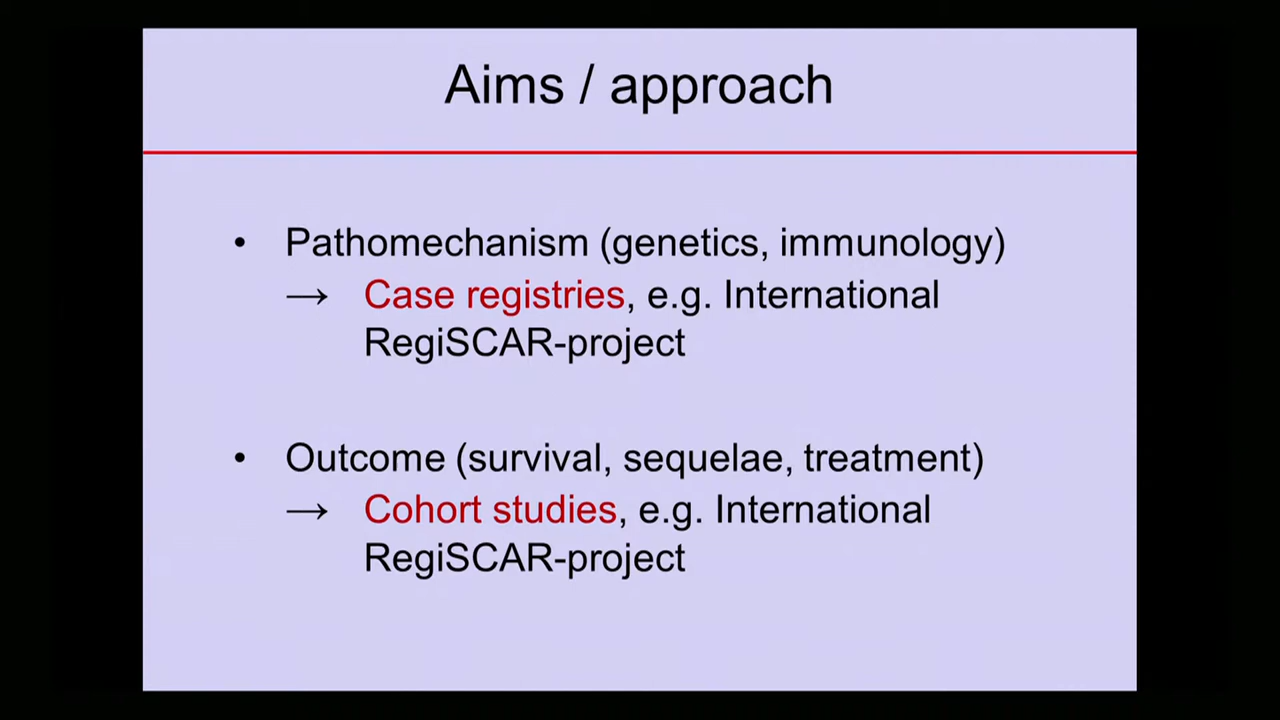 Aims / approach
• Pathomechanism (genetics, immunology)
→ Case registries, e.g. International
RegiSCAR-project
• Outcome (survival, sequelae, treatment)
→ Cohort studies, e.g. International
RegiSCAR-project